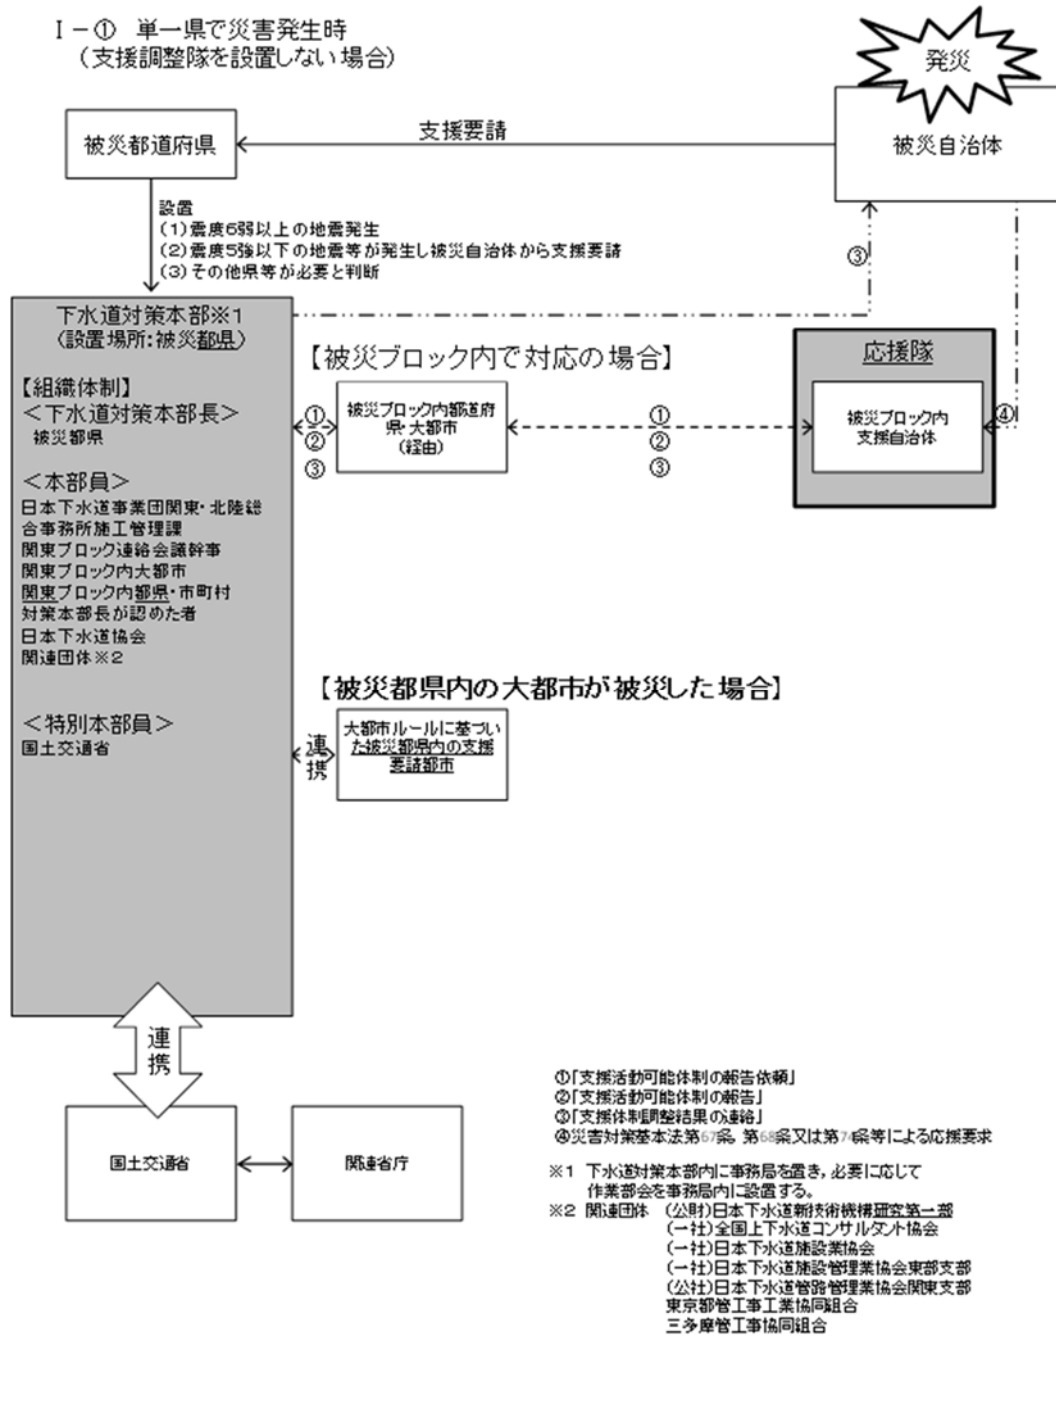 Ⅰ－① 単一県で災害発生時
（支援調整隊を設置しない場合）
発災
被災都道府県
支援要請
被災自治体
設置
(1)震度6弱以上の地震発生
(2)震度5強以下の地震等が発生し被災自治体から支援要請
(3)その他県等が必要と判断
③
下水道対策本部※1
（設置場所：被災都県）
【組織体制】
＜下水道対策本部長＞
被災都県
＜本部員＞
日本下水道事業団関東・北陸総
合事務所施工管理課
関東ブロック連絡会議幹事
関東ブロック内大都市
関東ブロック内都県・市町村
対策本部長が認めた者
日本下水道協会
関連団体※2
＜特別本部員＞
国土交通省
【被災ブロック内で対応の場合】
①
②
③
被災ブロック内都道府
県・大都市
（経由）
①
②
③
応援隊
被災ブロック内
支援自治体
④
【被災都県内の大都市が被災した場合】
連
携
大都市ルールに基づい
た被災都県内の支援
要請都市
連
携
国土交通省
関連省庁
①「支援活動可能体制の報告依頼」
②「支援活動可能体制の報告」
③「支援体制調整結果の連絡」
④災害対策基本法第67条，第68条又は第74条等による応援要求
※1 下水道対策本部内に事務局を置き，必要に応じて
作業部会を事務局内に設置する。
※2 関連団体 （公財）日本下水道新技術機構研究第一部
（一社）全国上下水道コンサルタント協会
（一社）日本下水道施設業協会
（一社）日本下水道施設管理業協会東部支部
（公社）日本下水道管路管理業協会関東支部
東京都管工事工業協同組合
三多摩管工事協同組合